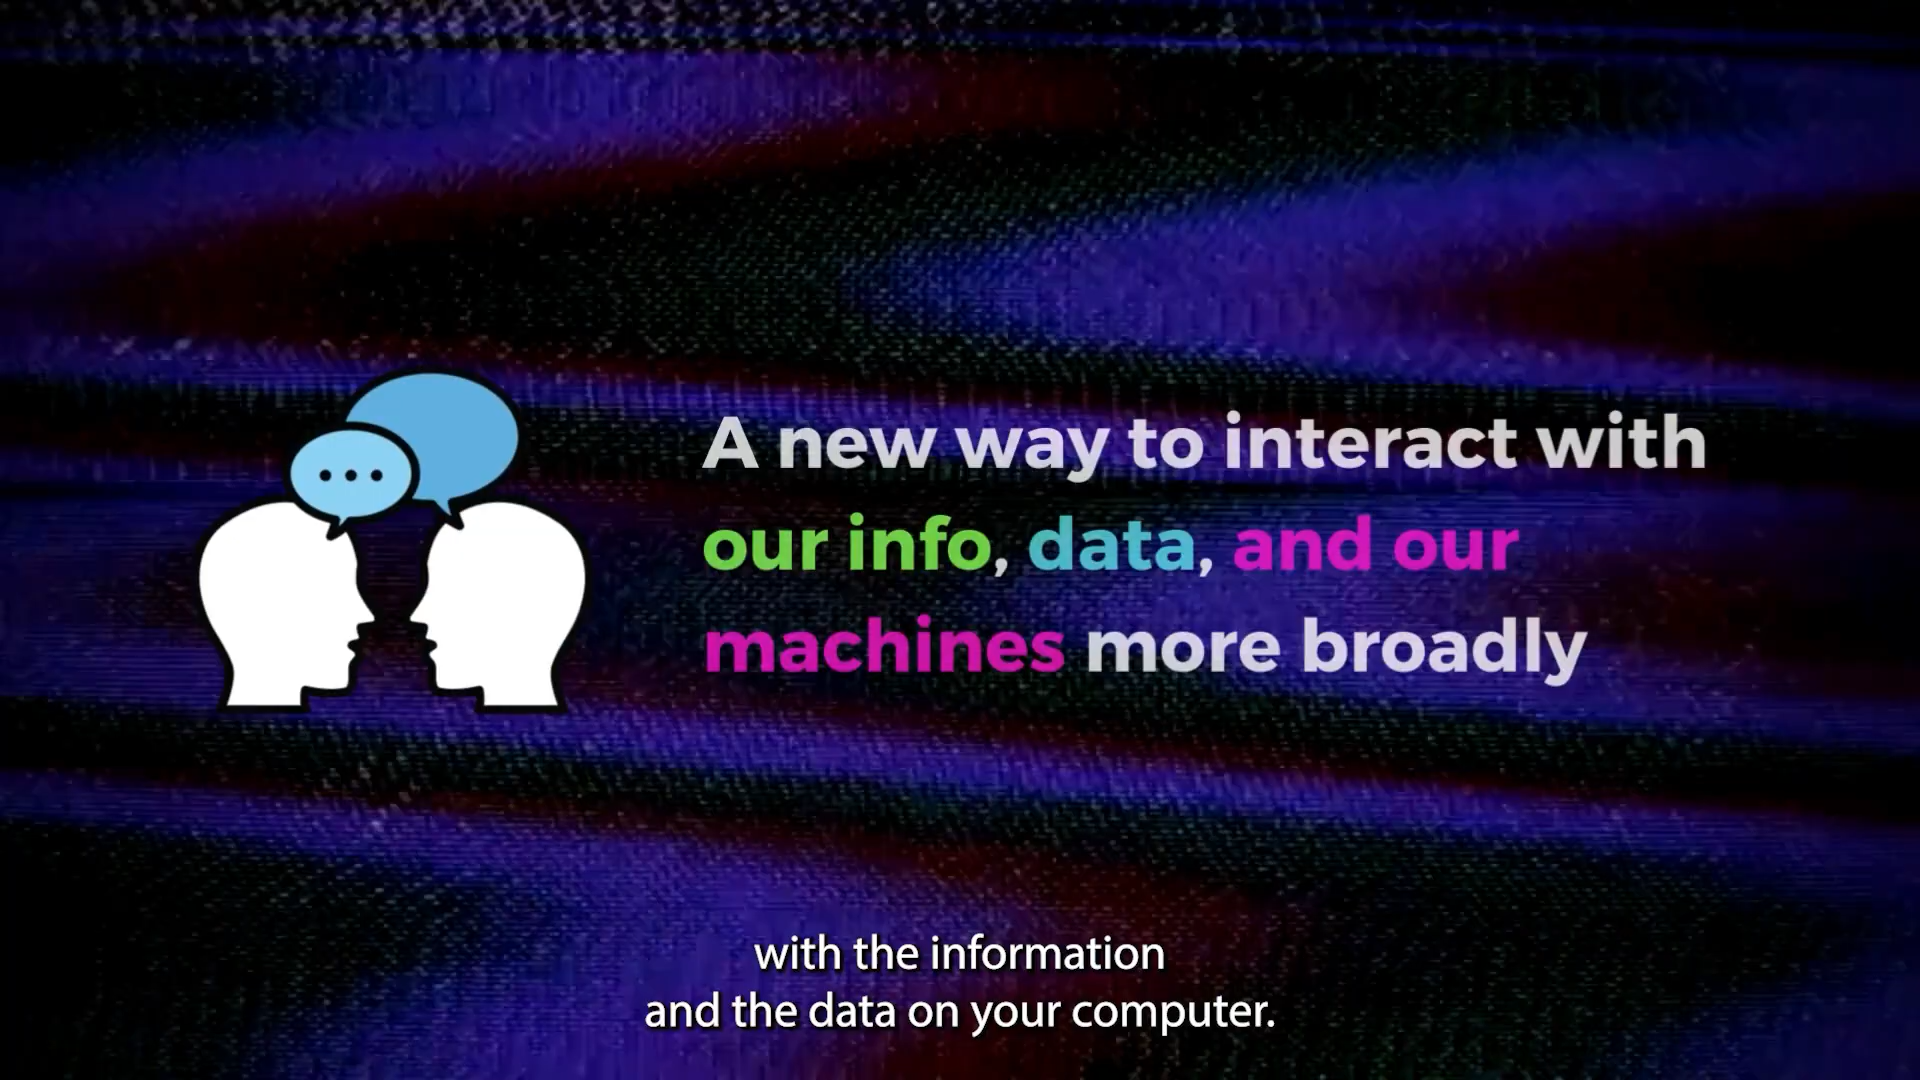 A new way to interact with
our info, data, and our
machines more broadly
with the information
and the data on your computer.